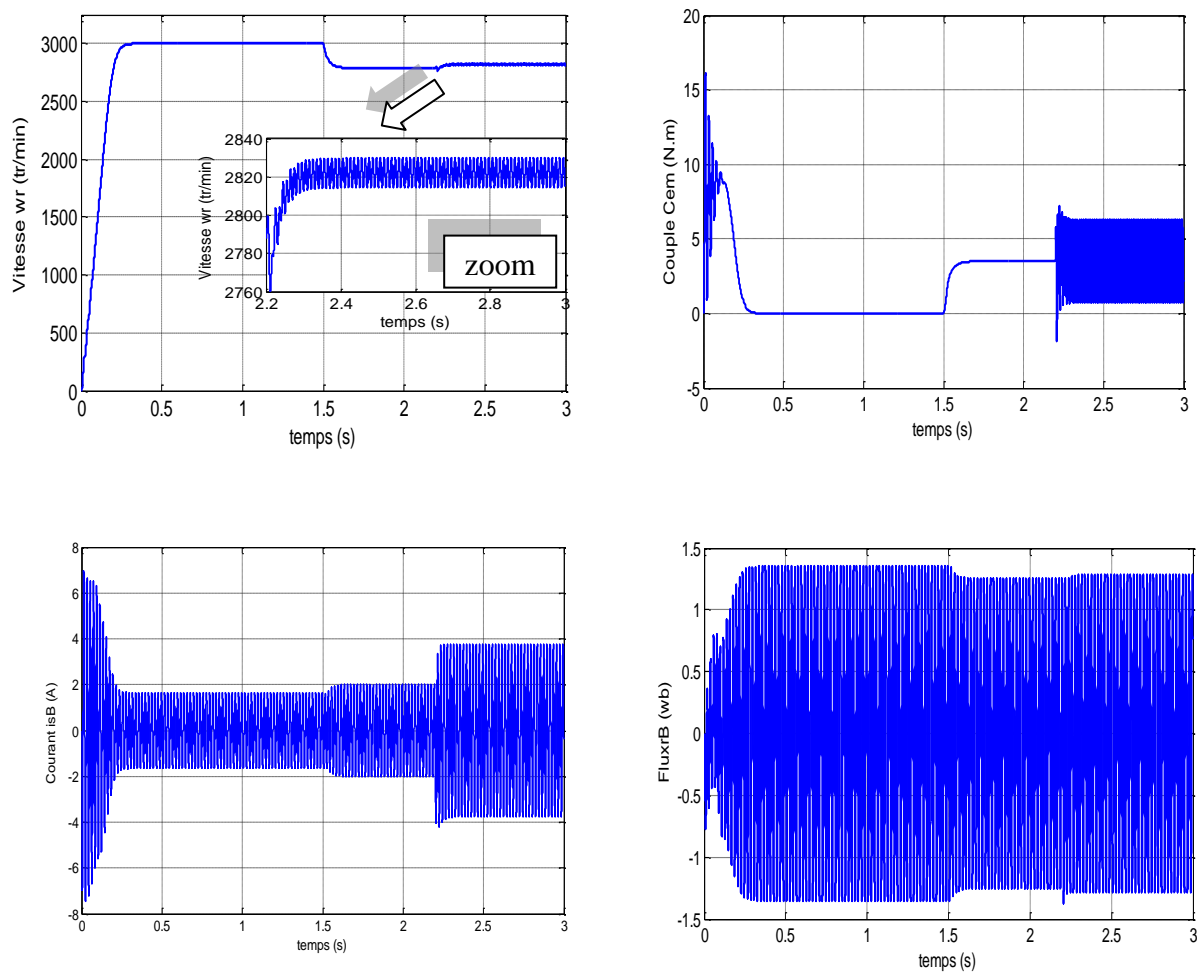 3000
2500
2000
1500
1000
500
0
Vitesse wr (tr/min)
0 0.5 1 1.5 2 2.5 3
temps (s)
2840
2820
2800
2780
2760
Vitesse wr (tr/min)
2.2 2.4 2.6 2.8 3
temps (s)
zoom
20
15
10
5
0
-5
Couple Cem (N.m)
0 0.5 1 1.5 2 2.5 3
temps (s)
8
6
4
2
0
-2
-4
-6
-8
Courant isB (A)
0 0.5 1 1.5 2 2.5 3
temps (s)
1.5
1
0.5
0
-0.5
-1
-1.5
FluxrB (wb)
0 0.5 1 1.5 2 2.5 3
temps (s)